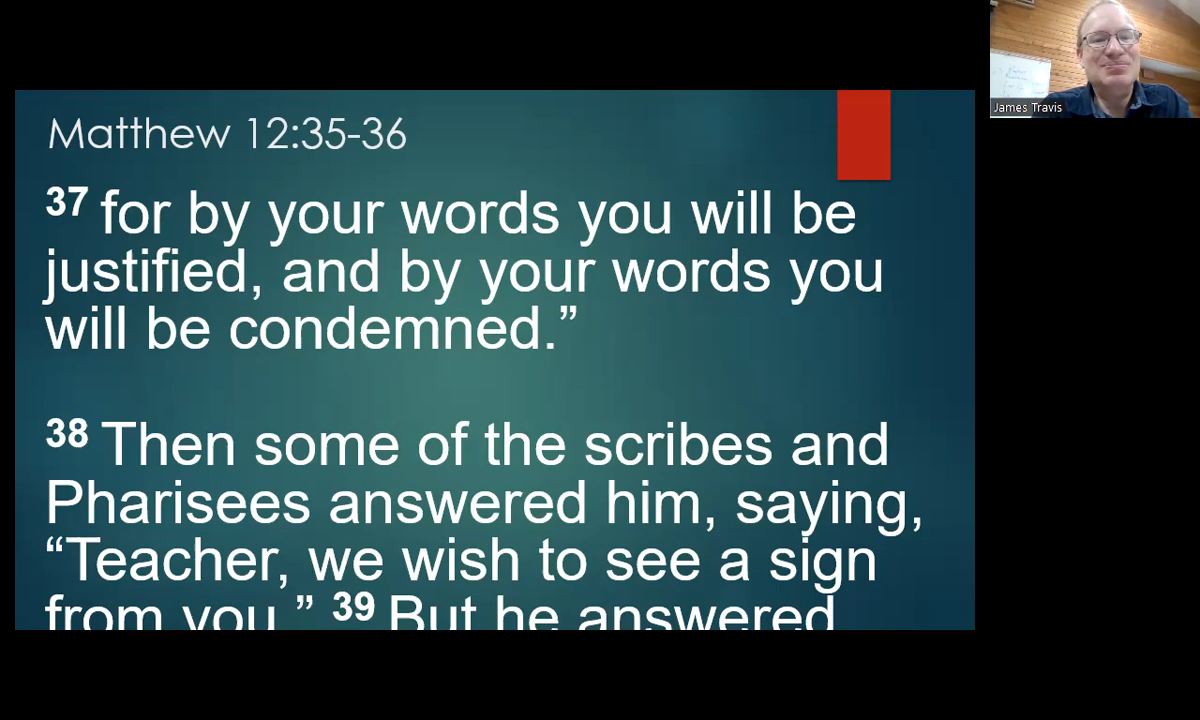 Matthew 12:35-36
37 for by your words you will be
justified, and by your words you
will be condemned.”
38 Then some of the scribes and
Pharisees answered him, saying,
“Teacher, we wish to see a sign
from you.” 39 But he answered
James Travis